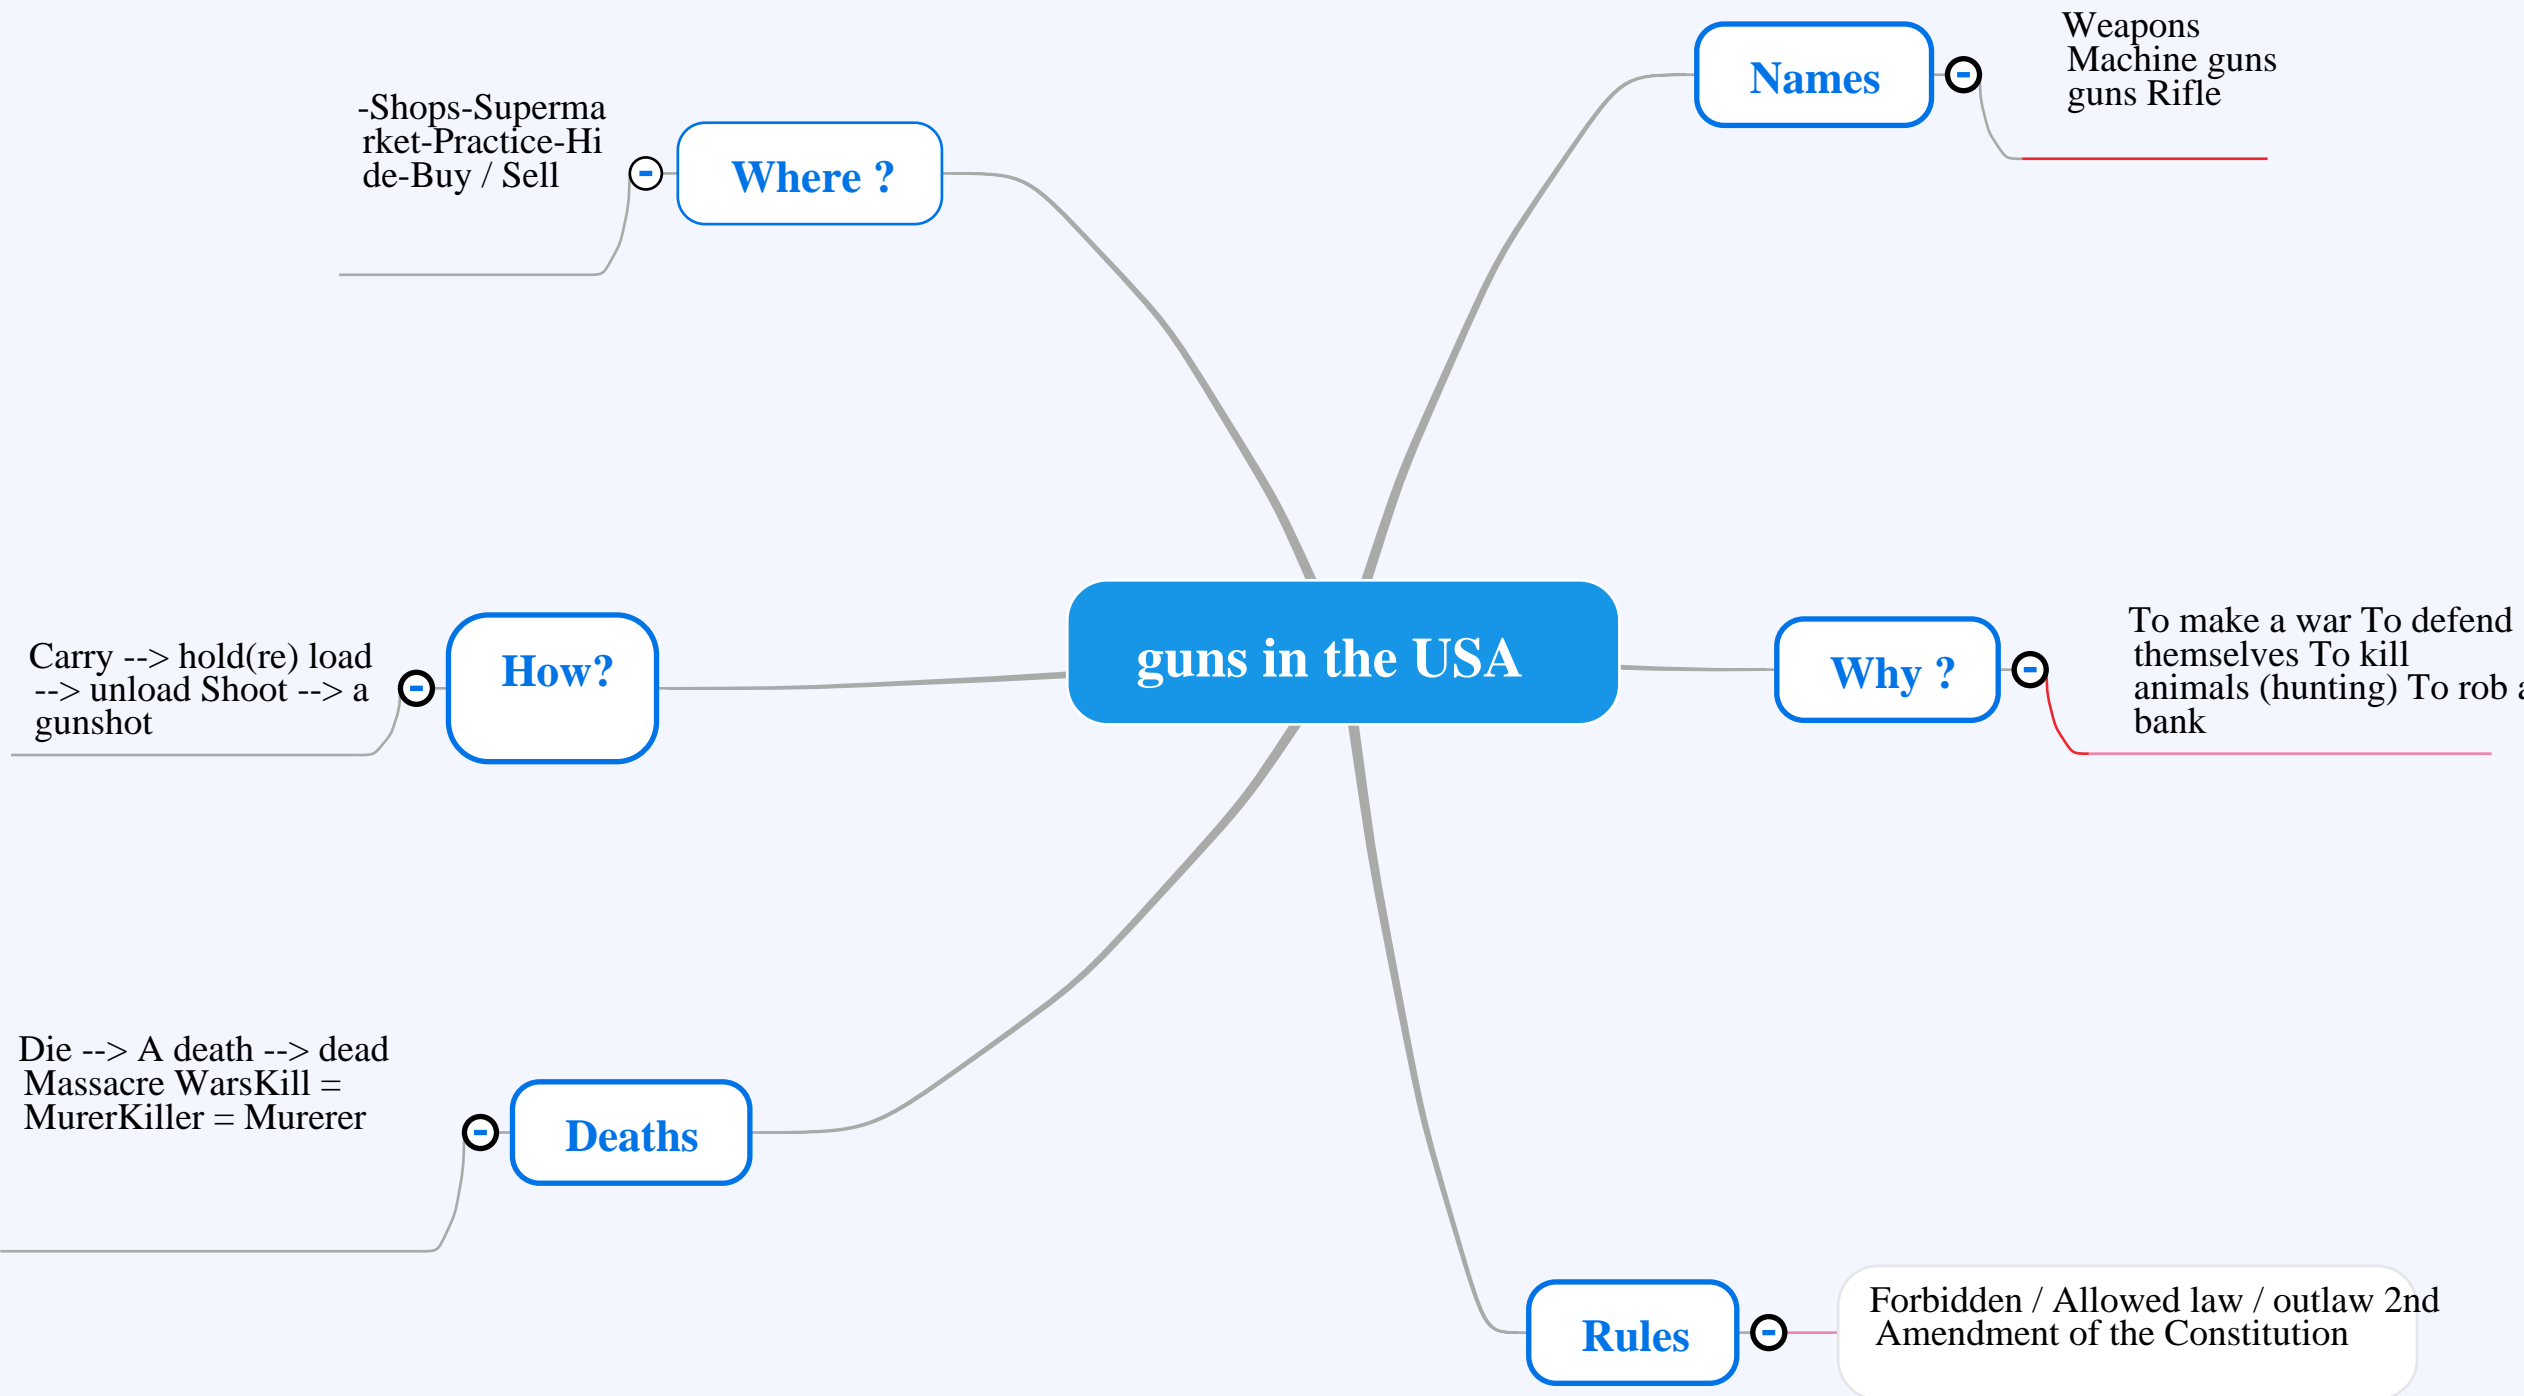 Weapons
Machine guns
guns Rifle
Names
-Shops-Superma
rket-Practice-Hi
de-Buy / Sell
-
Where ?
-
guns in the USA
To make a war To defend
themselves To kill
animals (hunting) To rob a
bank
Why ?
-
Carry --> hold(re) load
--> unload Shoot --> a
gunshot
-
How?
Die --> A death --> dead
Massacre WarsKill =
MurerKiller = Murerer
-
Deaths
Rules
-
Forbidden / Allowed law / outlaw 2nd
Amendment of the Constitution